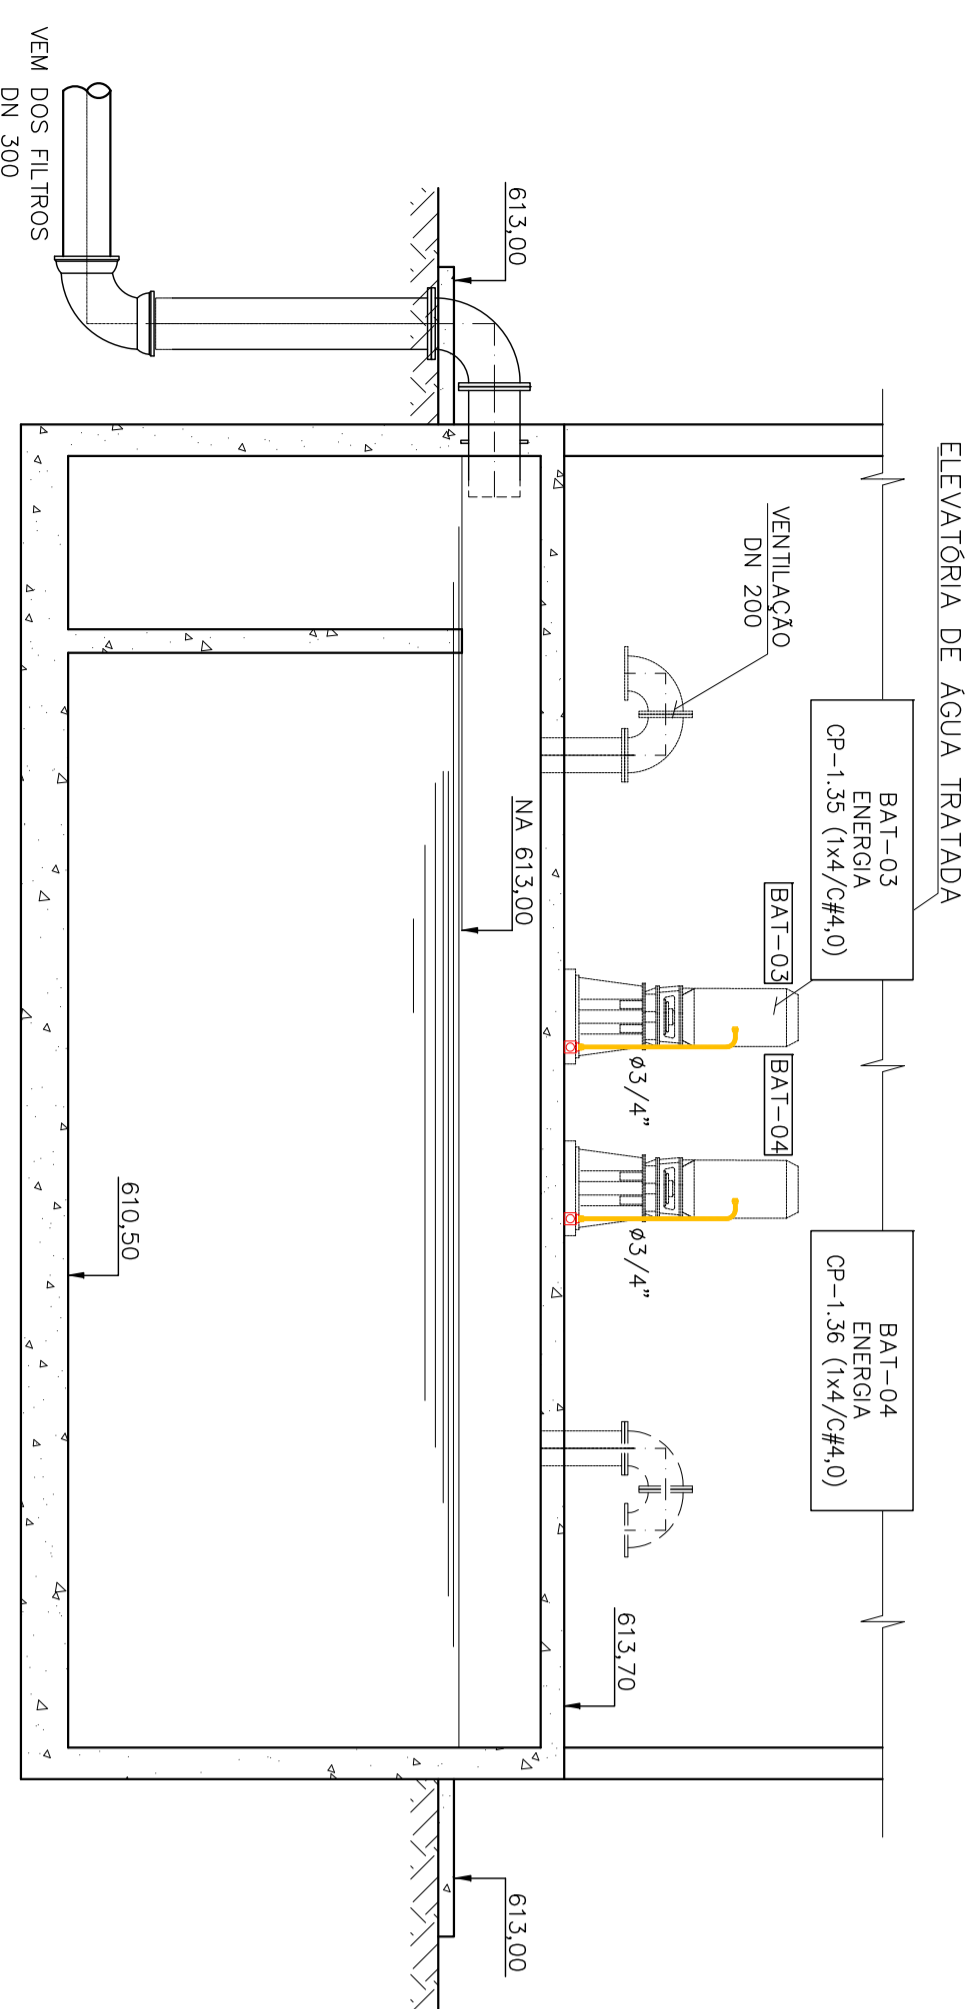 ELEVATÓRIA DE ÁGUA TRATADA
BAT-03
ENERGIA
CP-1.35 (1x4/C#4,0)
BAT-04
ENERGIA
CP-1.36 (1x4/C#4,0)
VENTILAÇÃO
DN 200
BAT-03
BAT-04
Ø3/4"
Ø3/4"
613,70
613,00
NA 613,00
613,00
610,50
VEM DOS FILTROS
DN 300